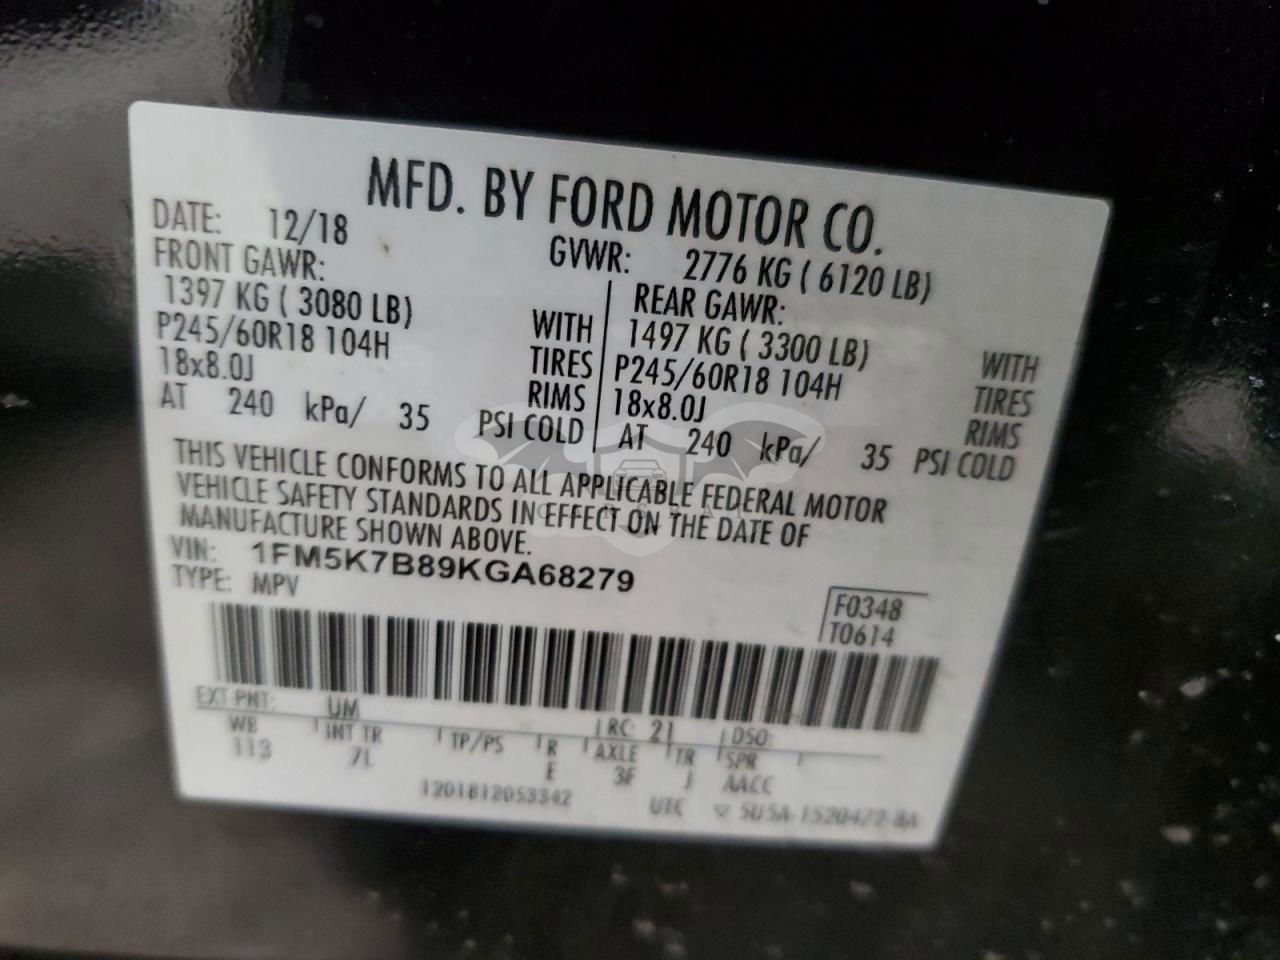 MFD. BY FORD MOTOR CO.
DATE: 12/18
GVWR: 2776 KG ( 6120 LB)
FRONT GAWR:
1397 KG ( 3080 LB) WITH
P245/60R18 104H TIRES
18x8.0J RIMS
AT 240 kPa/ 35 PSI COLD
REAR GAWR:
1497 KG ( 3300 LB) WITH
P245/60R18 104H TIRES
18x8.0J RIMS
AT 240 kPa/ 35 PSI COLD
THIS VEHICLE CONFORMS TO ALL APPLICABLE FEDERAL MOTOR
VEHICLE SAFETY STANDARDS IN EFFECT ON THE DATE OF
MANUFACTURE SHOWN ABOVE.
VIN: 1FM5K7B89KGA68279
TYPE: MPV
F0348
T0614
EXT PNT: UM RC: 21 DSO:
WB INT TR TP/PS R AXLE TR SPR
113 7L E 3F J AACC
1201812053342 UTC ▽ 5U5A-1520472-BA